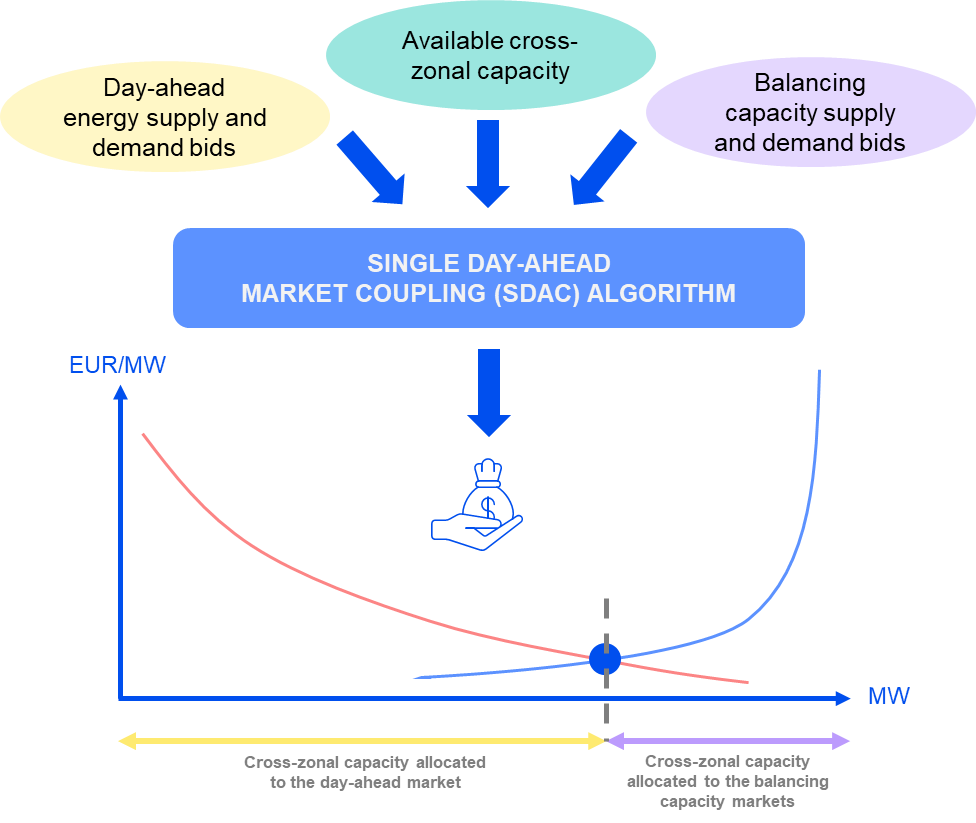 Available cross-
zonal capacity
Day-ahead
energy supply and
demand bids
Balancing
capacity supply
and demand bids
SINGLE DAY-AHEAD
MARKET COUPLING (SDAC) ALGORITHM
EUR/MW
$
MW
Cross-zonal capacity allocated
to the day-ahead market
Cross-zonal capacity
allocated to the balancing
capacity markets